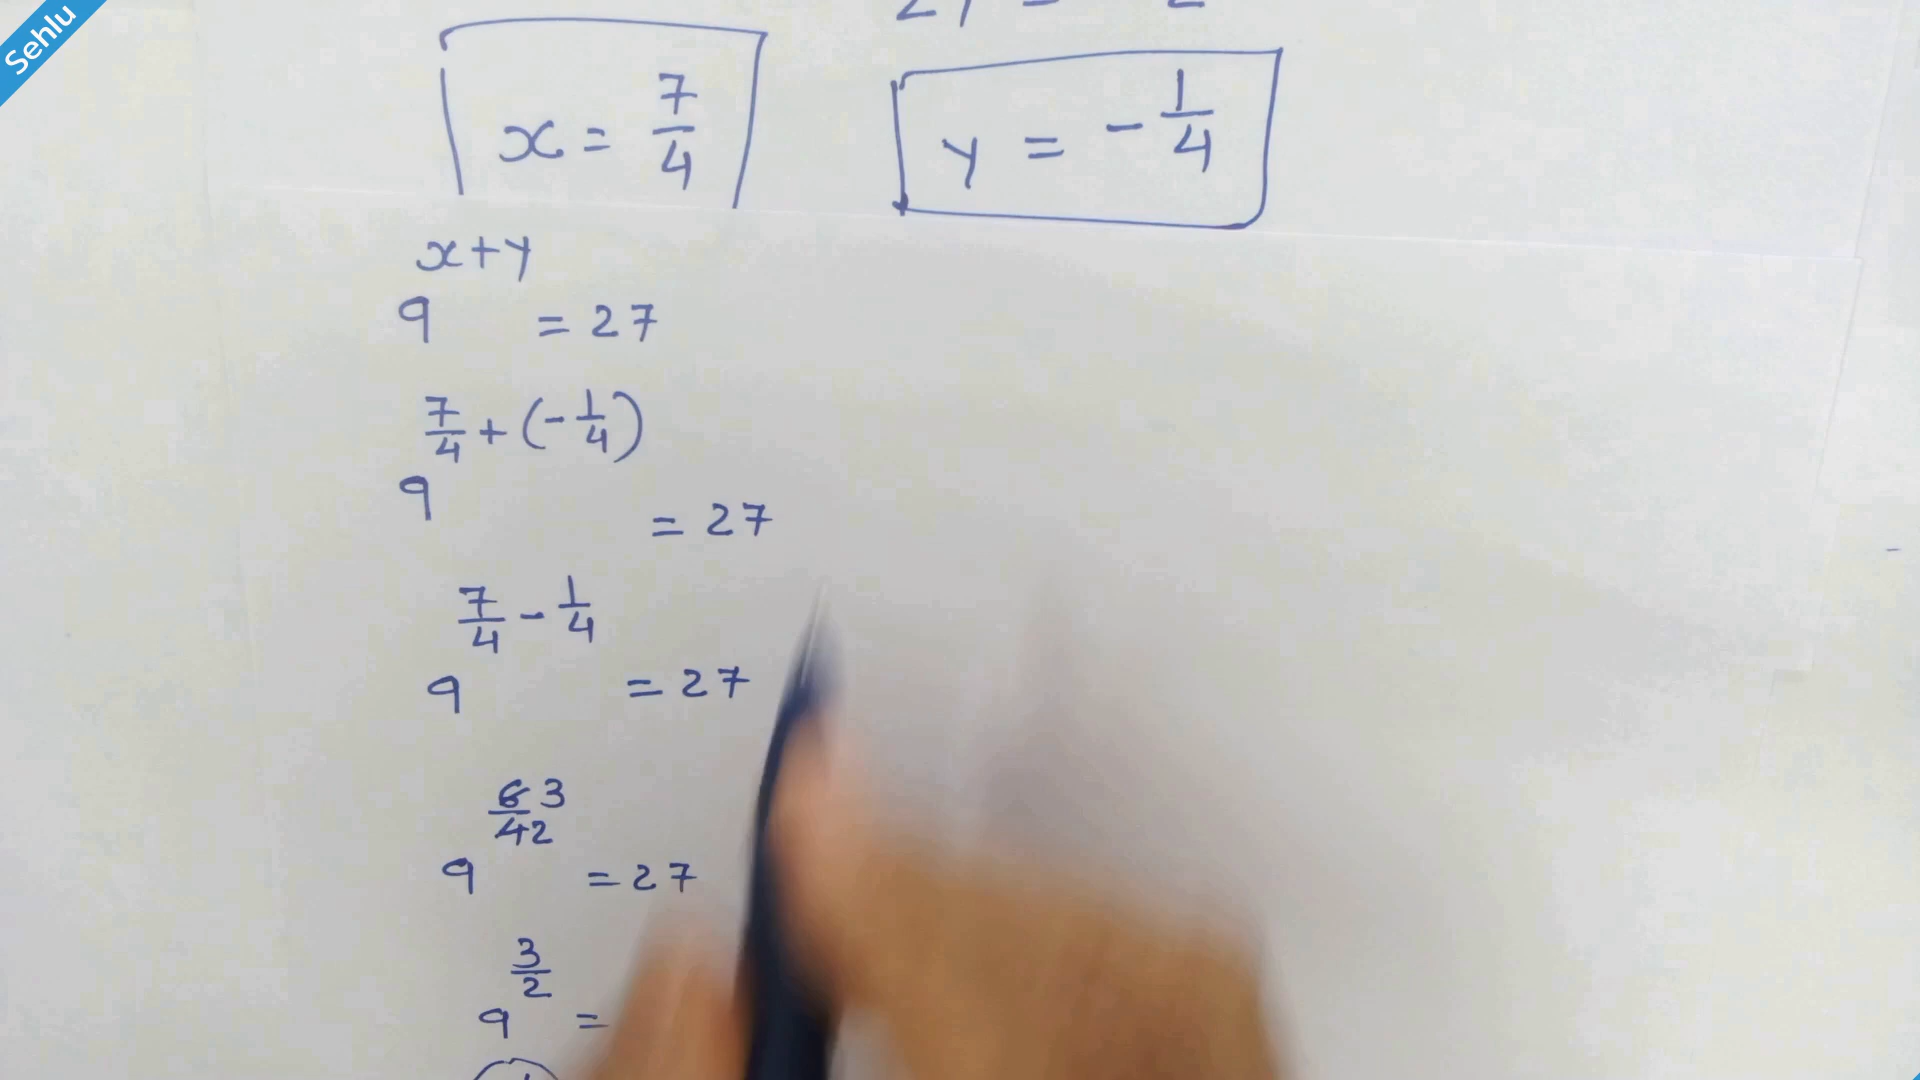 Sehlu
x = 7/4
y = -1/4
x+y
9 = 27
7/4 + (-1/4)
9 = 27
7/4 - 1/4
9 = 27
6 3
4 2
9 = 27
3/2
9 =